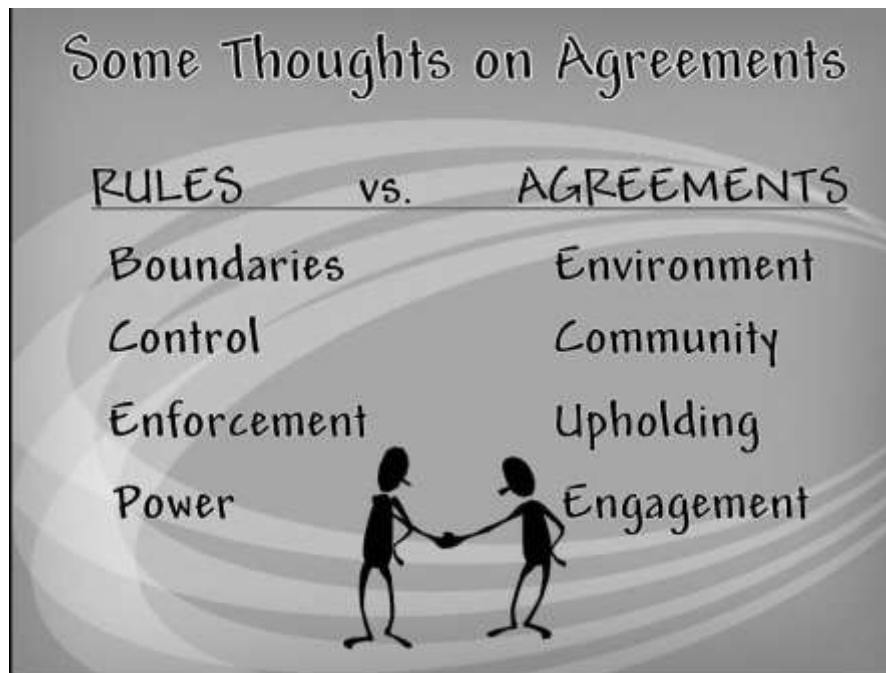 Some Thoughts on Agreements
RULES vs. AGREEMENTS
Boundaries Environment
Control Community
Enforcement Upholding
Power Engagement